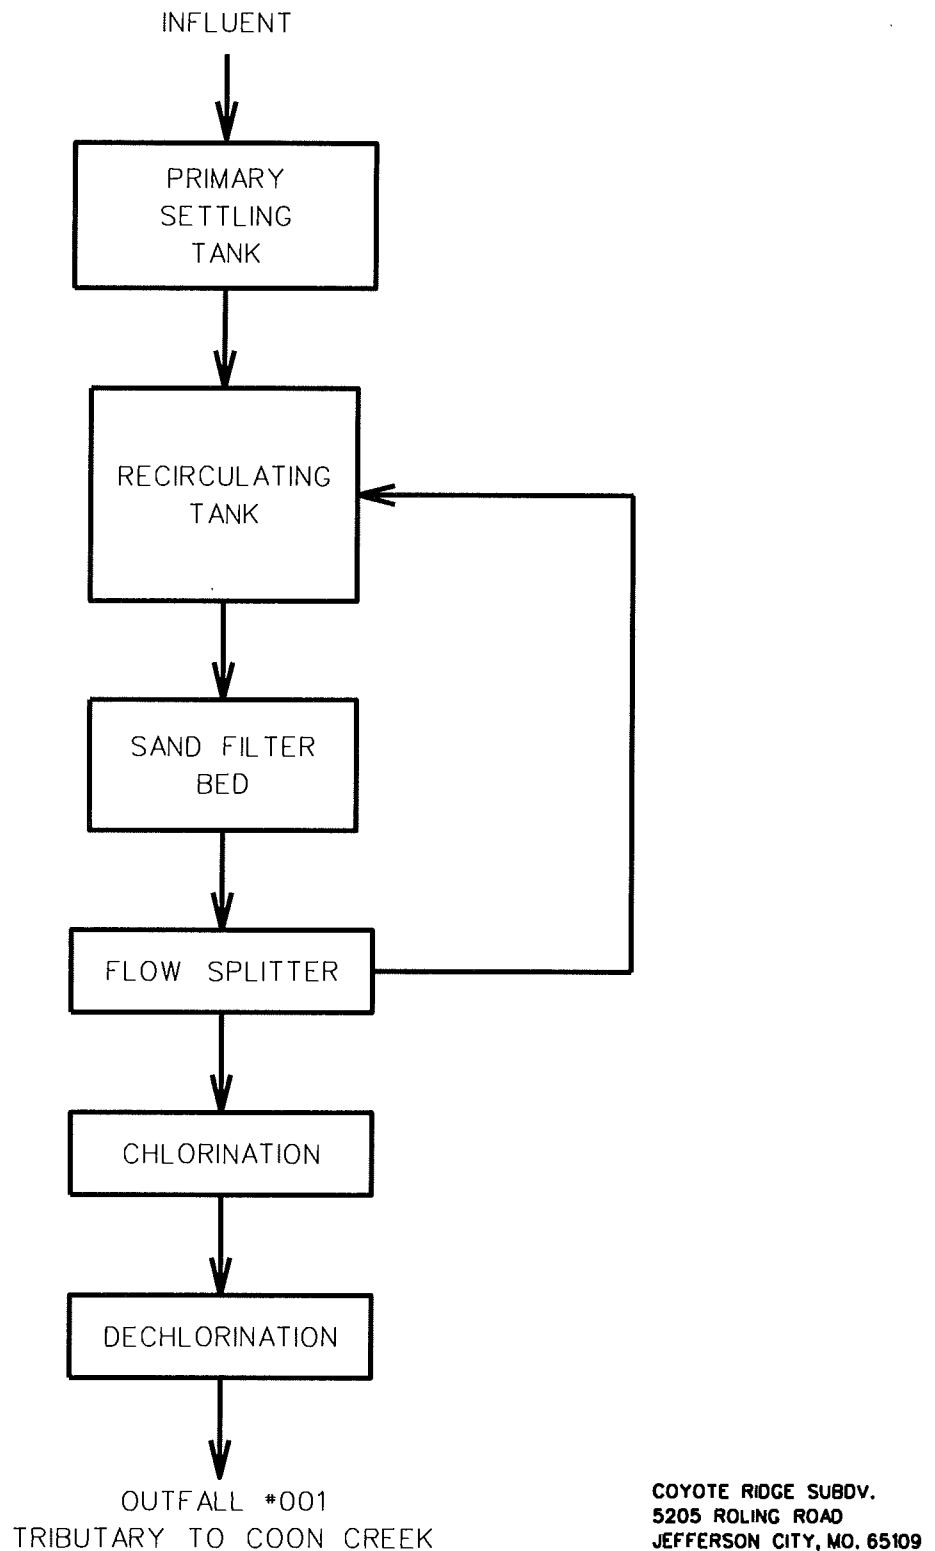 INFLUENT
PRIMARY
SETTLING
TANK
RECIRCULATING
TANK
SAND FILTER
BED
FLOW SPLITTER
CHLORINATION
DECHLORINATION
OUTFALL #001
TRIBUTARY TO COON CREEK
COYOTE RIDGE SUBDV.
5205 ROLING ROAD
JEFFERSON CITY, MO. 65109